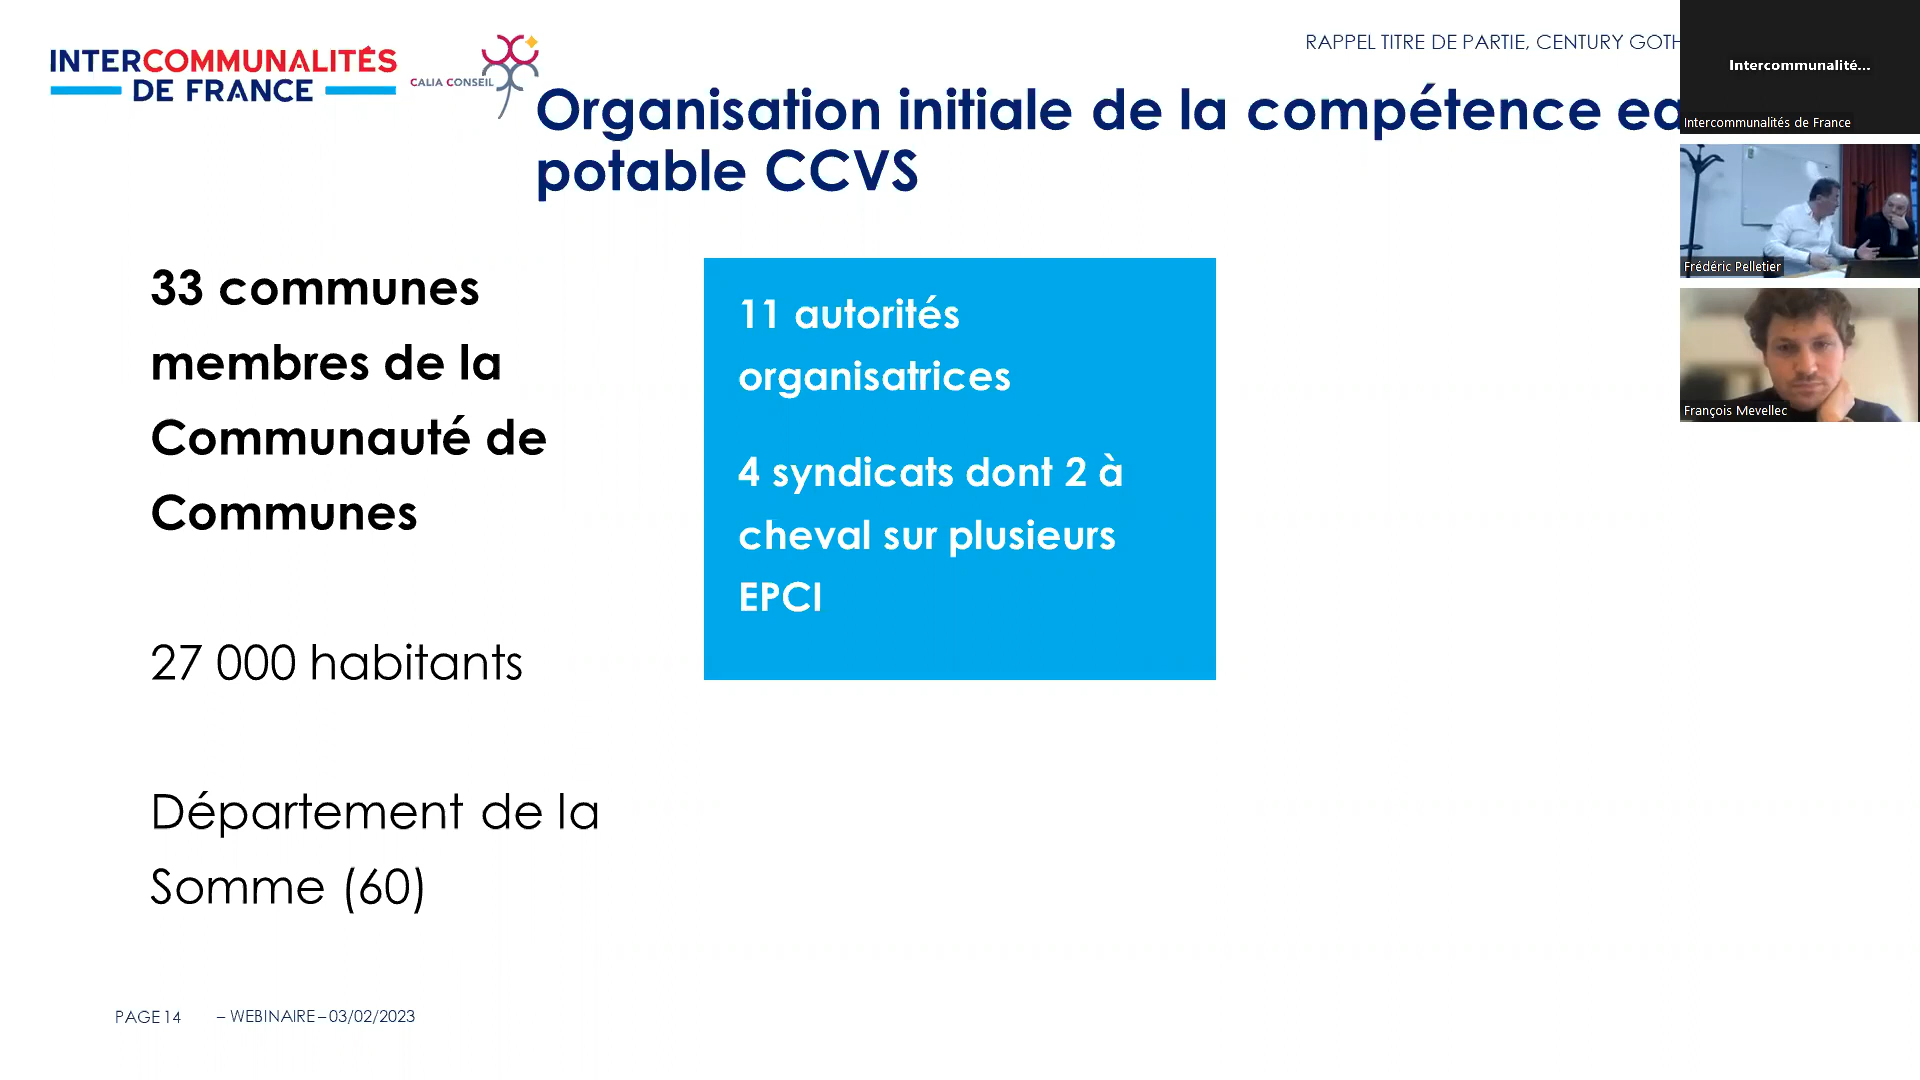 INTERCOMMUNALITÉS
DE FRANCE
CALIA CONSEIL
RAPPEL TITRE DE PARTIE, CENTURY GOTH
Organisation initiale de la compétence ea
potable CCVS
33 communes
membres de la
Communauté de
Communes
27 000 habitants
Département de la
Somme (60)
11 autorités
organisatrices
4 syndicats dont 2 à
cheval sur plusieurs
EPCI
Intercommunalité...
Intercommunalités de France
Frédéric Pelletier
François Mevellec
PAGE 14 – WEBINAIRE – 03/02/2023